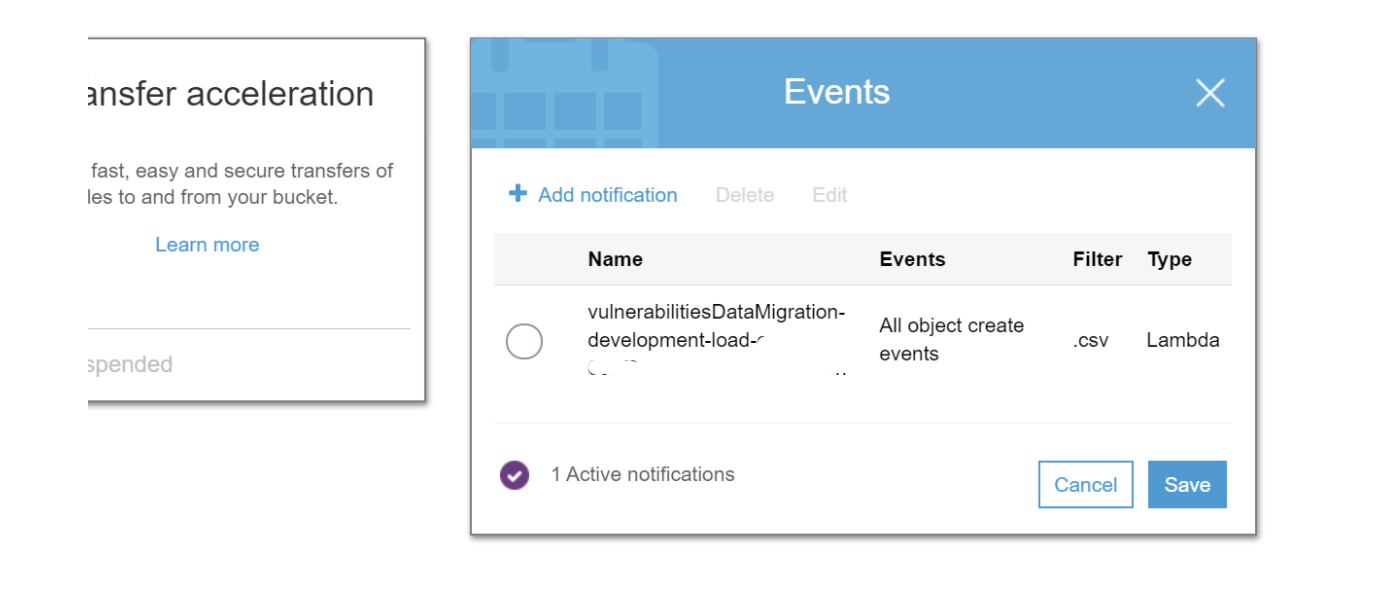 ansfer acceleration
fast, easy and secure transfers of
les to and from your bucket.
Learn more
spended
Events
Add notification Delete Edit
Name Events Filter Type
vulnerabilitiesDataMigration-
development-load-
All object create
events
.csv
Lambda
1 Active notifications
Cancel Save